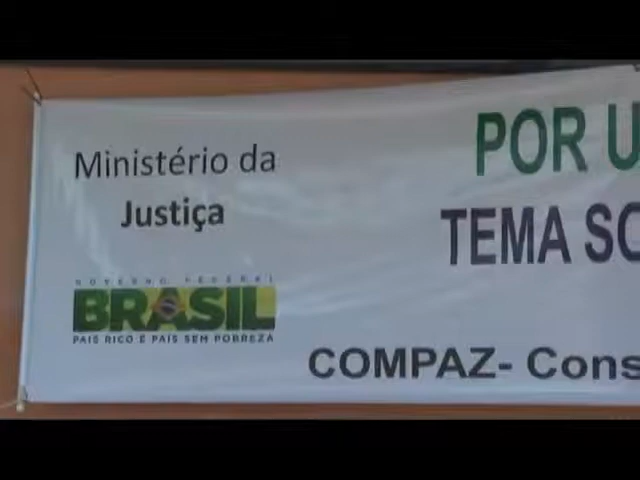 Ministério da
Justiça
GOVERNO FEDERAL
BRASIL
PAÍS RICO É PAÍS SEM POBREZA
POR U
TEMA SO
COMPAZ- Cons